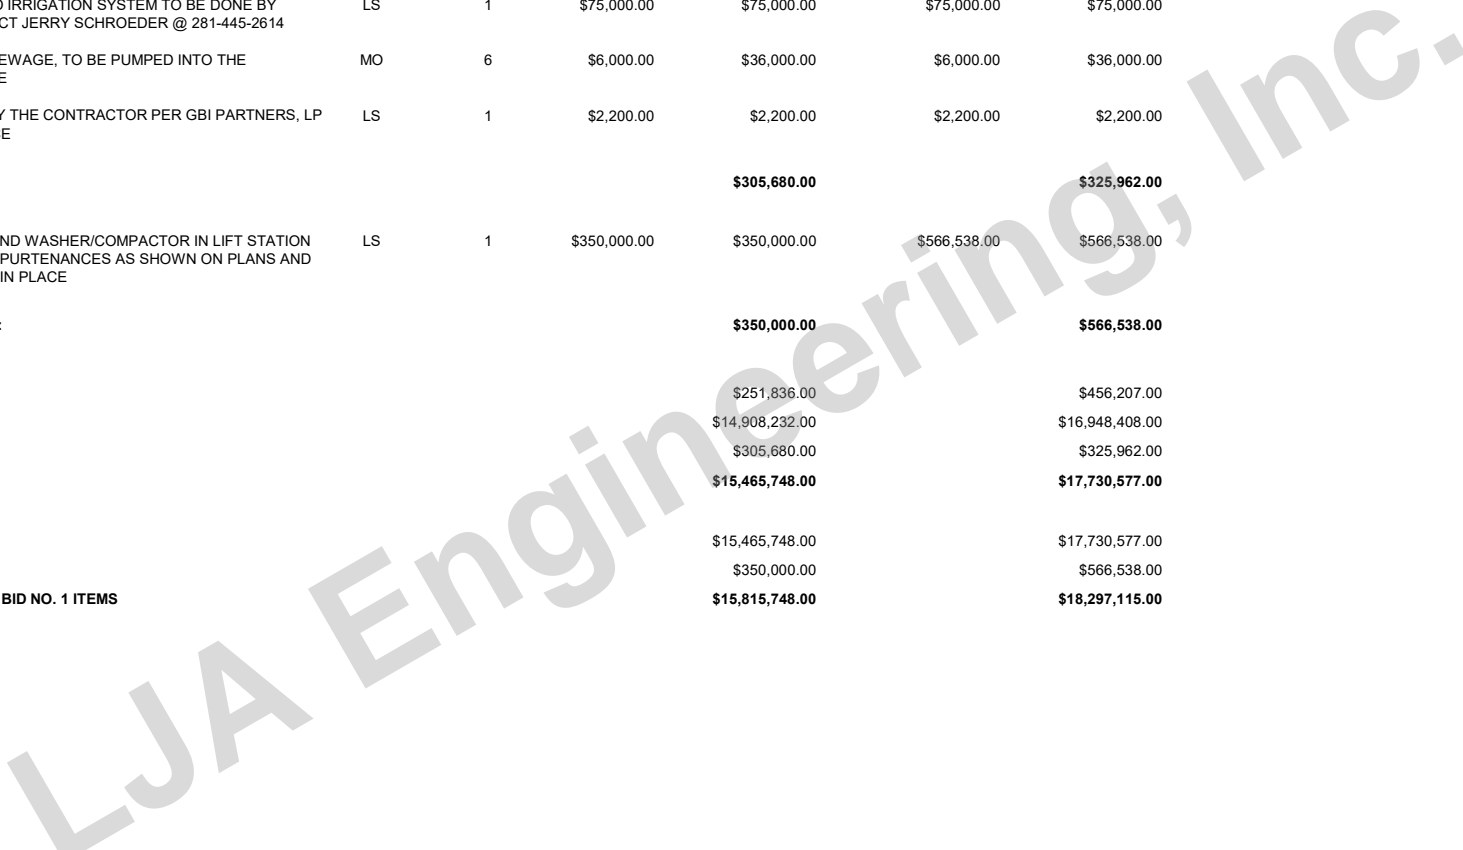 IRRIGATION SYSTEM TO BE DONE BY LS 1 $75,000.00 $75,000.00 $75,000.00 $75,000.00
CT JERRY SCHROEDER @ 281-445-2614
EWAGE, TO BE PUMPED INTO THE MO 6 $6,000.00 $36,000.00 $6,000.00 $36,000.00
E
Y THE CONTRACTOR PER GBI PARTNERS, LP LS 1 $2,200.00 $2,200.00 $2,200.00 $2,200.00
CE
$305,680.00 $325,962.00
ND WASHER/COMPACTOR IN LIFT STATION LS 1 $350,000.00 $350,000.00 $566,538.00 $566,538.00
PURTENANCES AS SHOWN ON PLANS AND
IN PLACE
: $350,000.00 $566,538.00
$251,836.00 $456,207.00
$14,908,232.00 $16,948,408.00
$305,680.00 $325,962.00
$15,465,748.00 $17,730,577.00
$15,465,748.00 $17,730,577.00
$350,000.00 $566,538.00
BID NO. 1 ITEMS $15,815,748.00 $18,297,115.00
LJA Engineering, Inc.